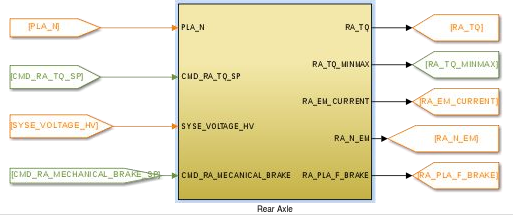 [PLA_N]
PLA_N
RA_TQ
[RA_TQ]
[CMD_RA_TQ_SP]
CMD_RA_TQ_SP
RA_TQ_MINMAX
[RA_TQ_MINMAX]
RA_EM_CURRENT
[RA_EM_CURRENT]
[SYSE_VOLTAGE_HV]
SYSE_VOLTAGE_HV
RA_N_EM
[RA_N_EM]
[CMD_RA_MECHANICAL_BRAKE_SP]
CMD_RA_MECANICAL_BRAKE
RA_PLA_F_BRAKE
[RA_PLA_F_BRAKE]
Rear Axle